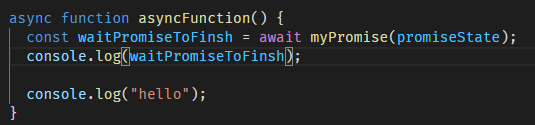 async function asyncFunction() {
  const waitPromiseToFinsh = await myPromise(promiseState);
  console.log(waitPromiseToFinsh);

  console.log("hello");
}